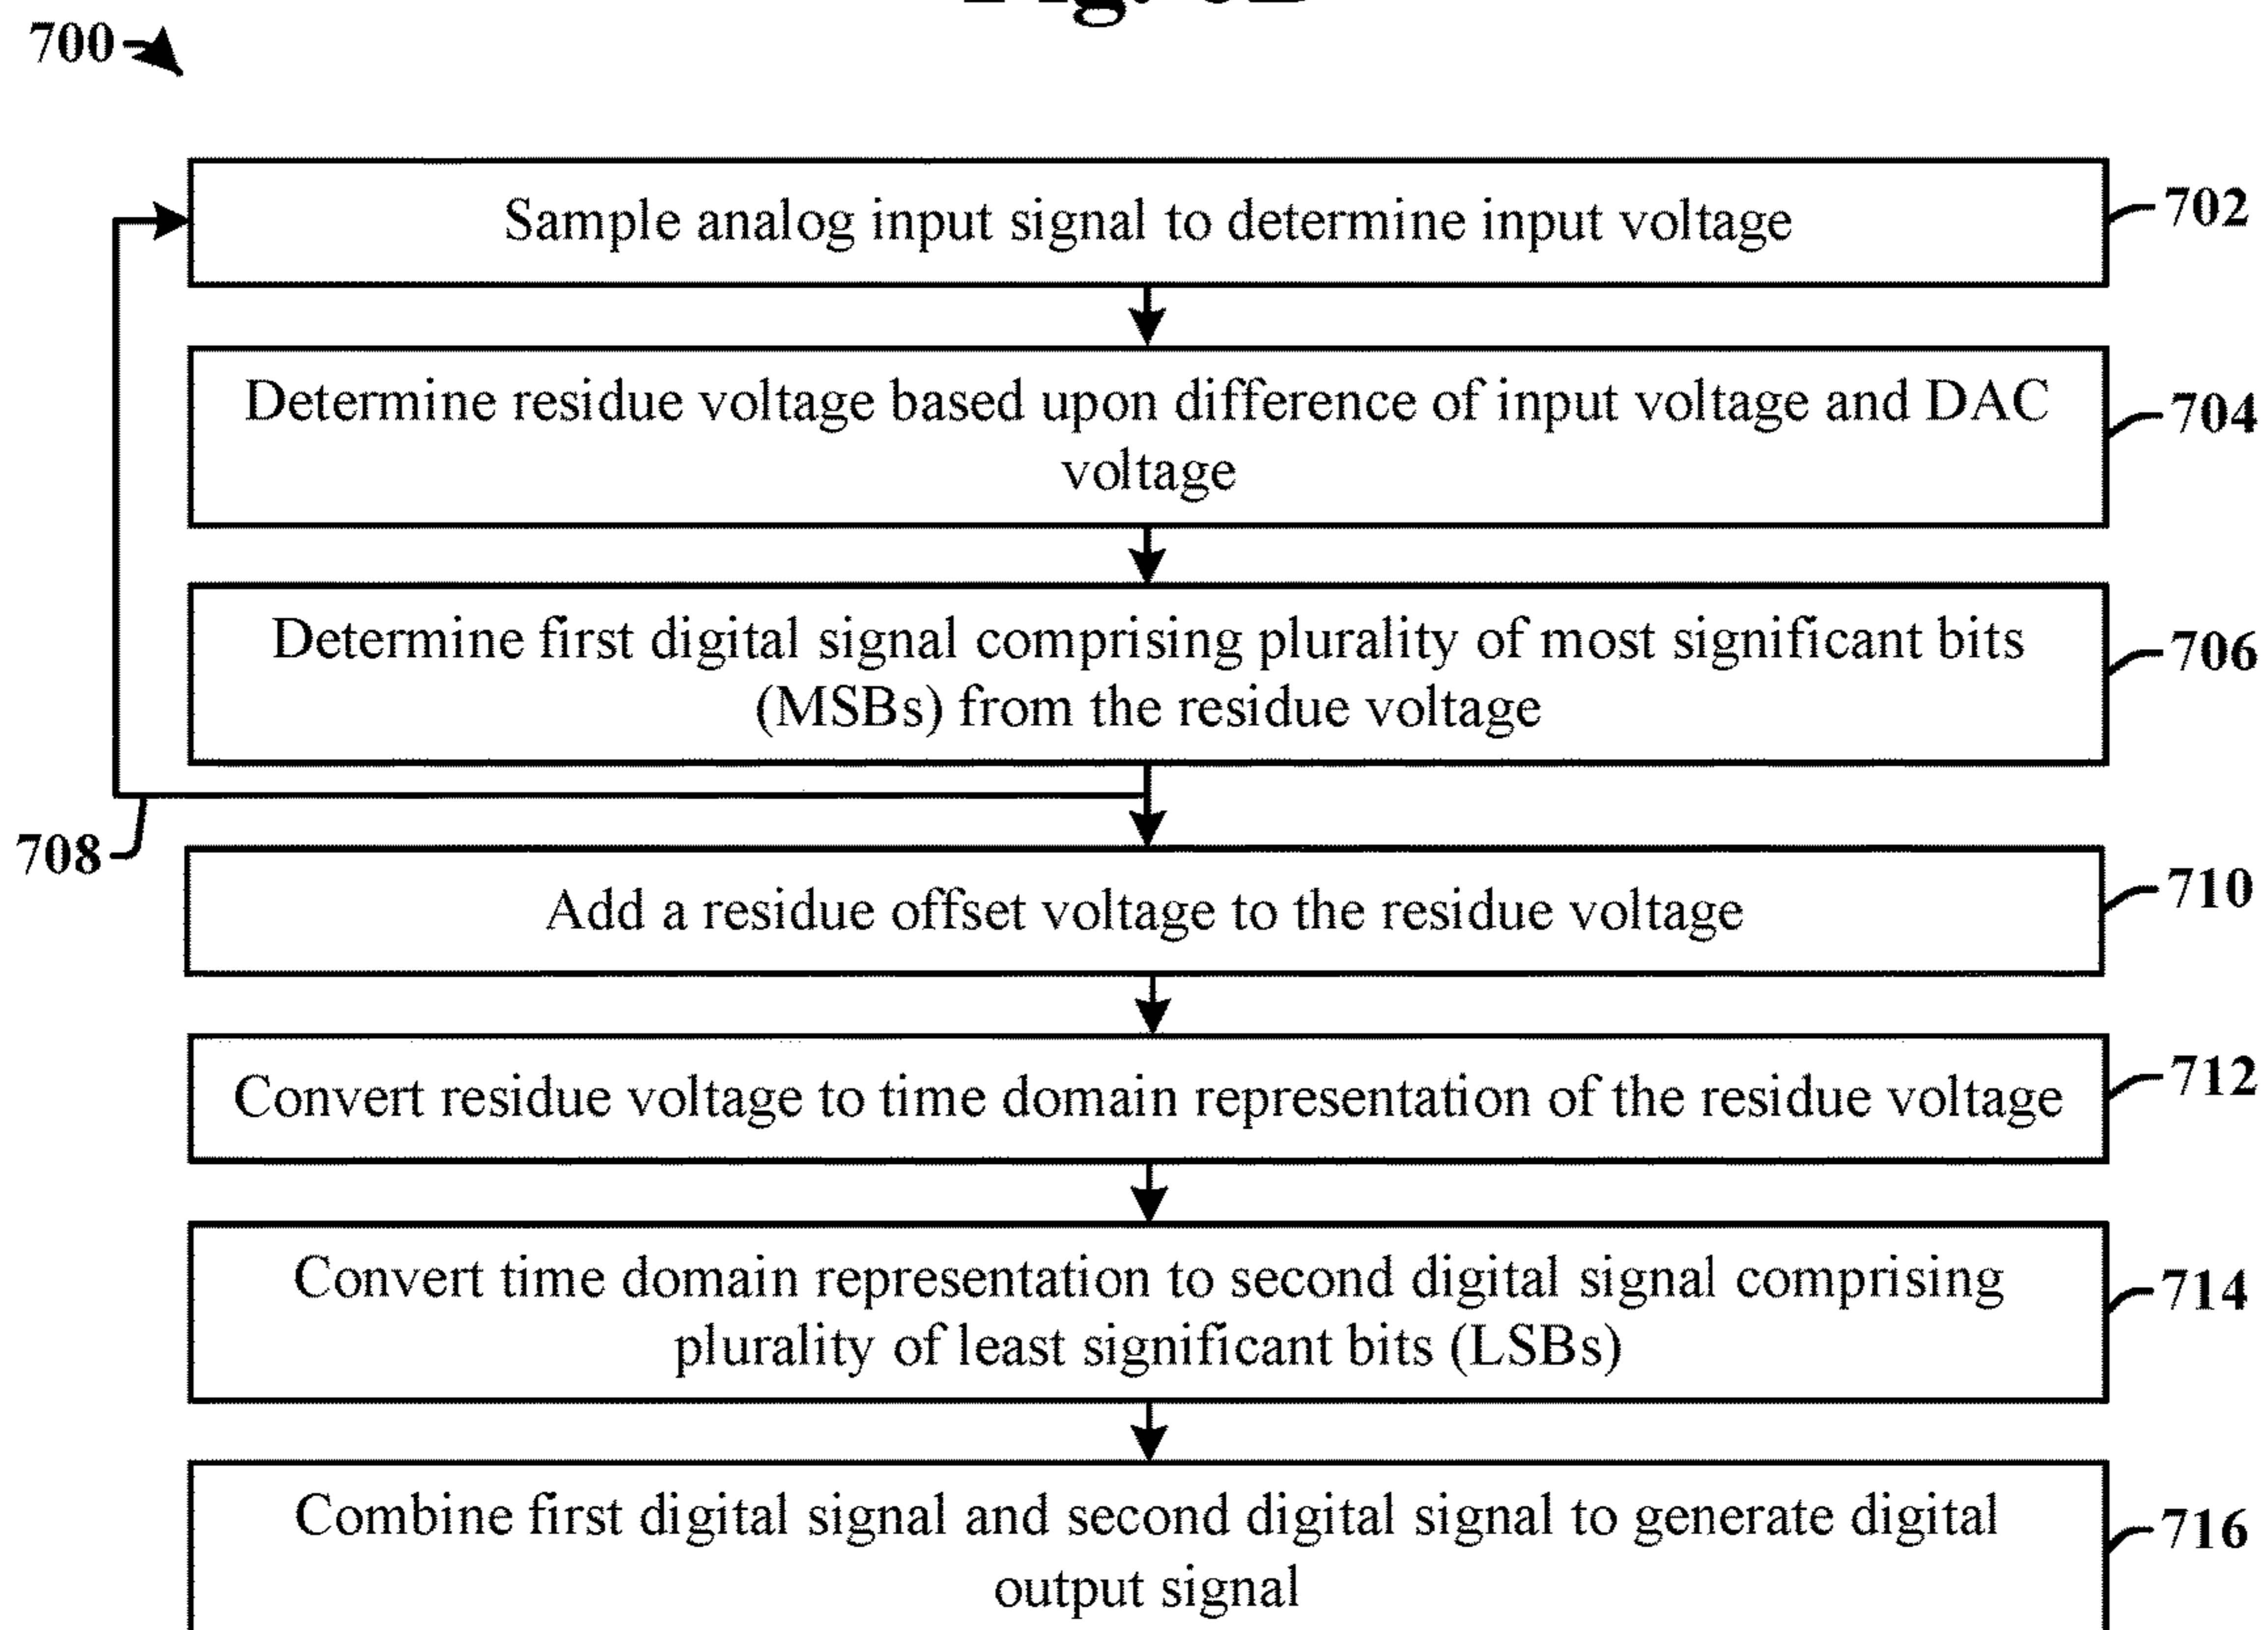 700
Sample analog input signal to determine input voltage
702
Determine residue voltage based upon difference of input voltage and DAC
voltage
704
Determine first digital signal comprising plurality of most significant bits
(MSBs) from the residue voltage
706
708
Add a residue offset voltage to the residue voltage
710
Convert residue voltage to time domain representation of the residue voltage
712
Convert time domain representation to second digital signal comprising
plurality of least significant bits (LSBs)
714
Combine first digital signal and second digital signal to generate digital
output signal
716